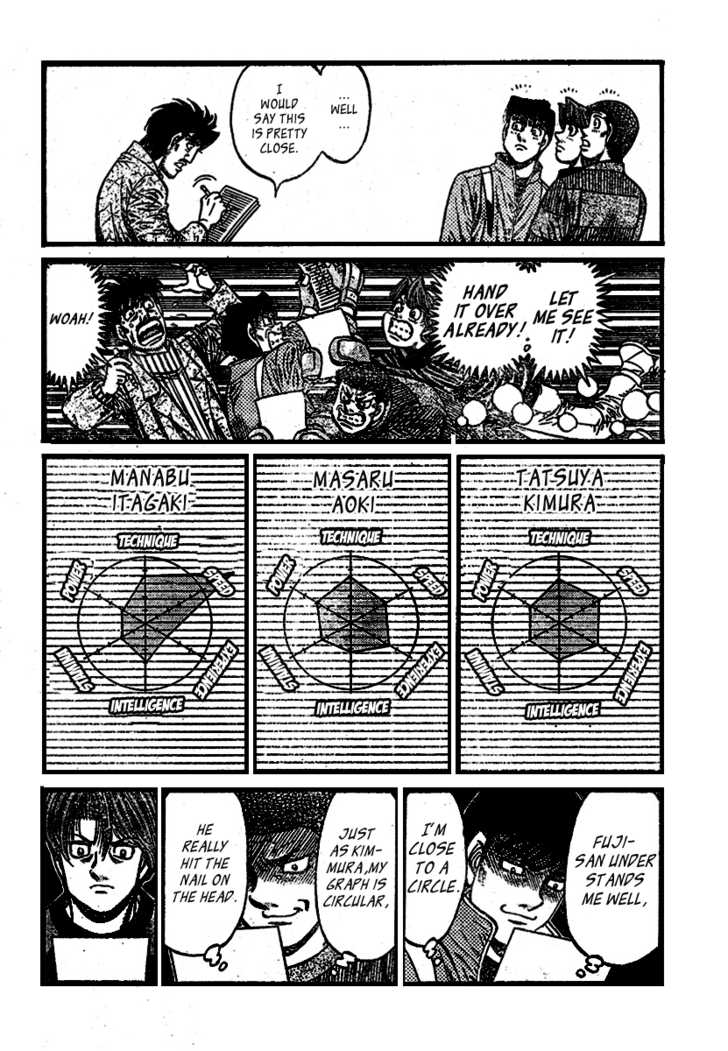 ...
WELL
...
I
WOULD
SAY THIS
IS PRETTY
CLOSE.
LET
ME SEE
IT!
HAND
IT OVER
ALREADY!
WOAH!
TATSUYA
KIMURA
TECHNIQUE
SPEED
EXPERIENCE
INTELLIGENCE
STAMINA
POWER
MASARU
AOKI
TECHNIQUE
SPEED
EXPERIENCE
INTELLIGENCE
STAMINA
POWER
MANABU
ITAGAKI
TECHNIQUE
SPEED
EXPERIENCE
INTELLIGENCE
STAMINA
POWER
FUJI-
SAN UNDER
STANDS
ME WELL,
I'M
CLOSE
TO A
CIRCLE.
JUST
AS KIM-
MURA,MY
GRAPH IS
CIRCULAR,
HE
REALLY
HIT THE
NAIL ON
THE HEAD.